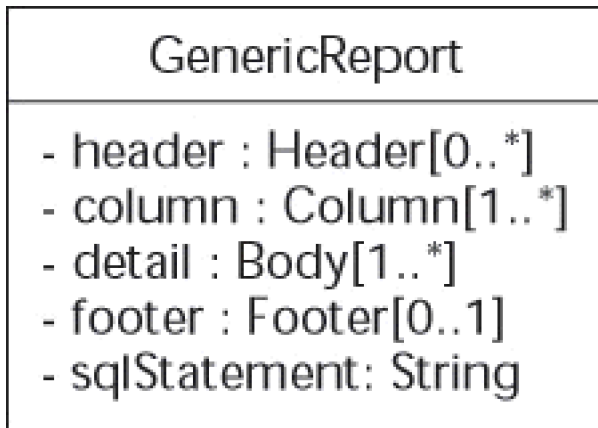 GenericReport
- header : Header[0..*]
- column : Column[1..*]
- detail : Body[1..*]
- footer : Footer[0..1]
- sqlStatement: String